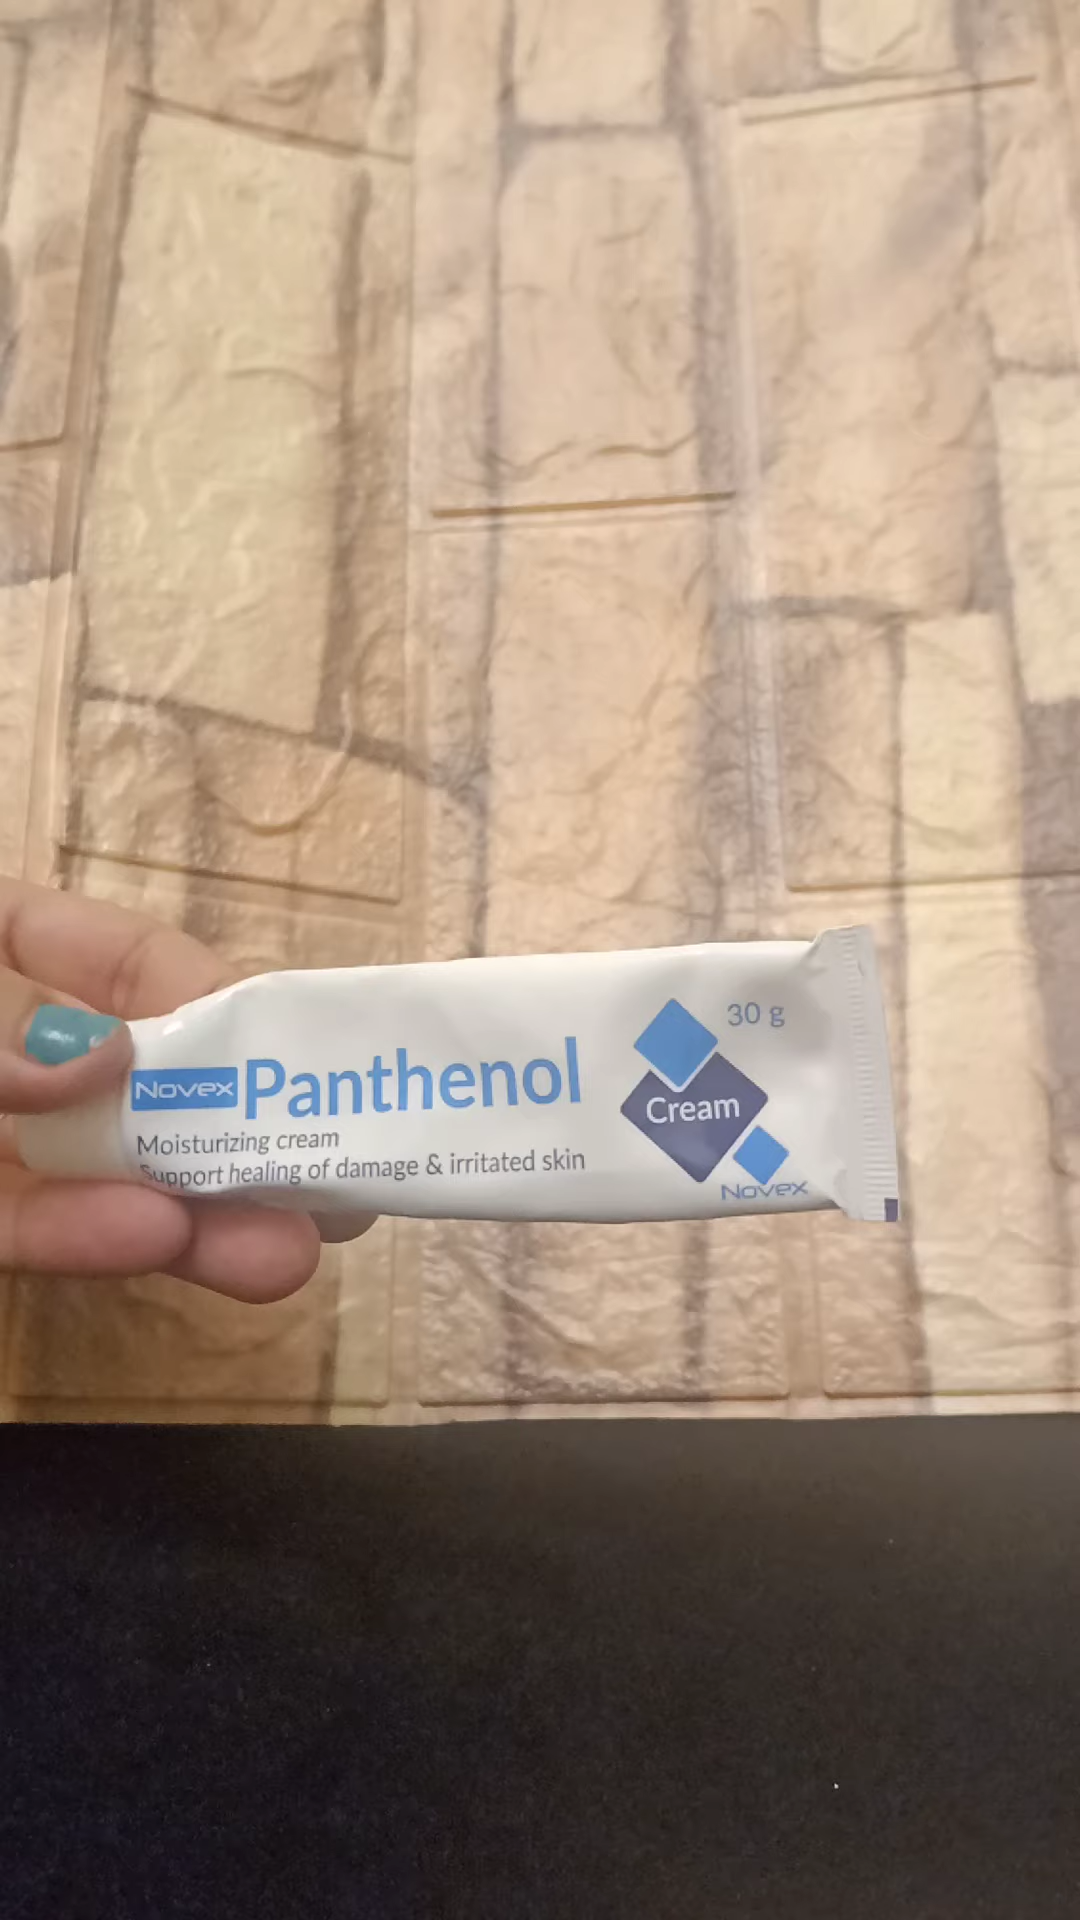 Novex Panthenol
Moisturizing cream
Support healing of damage & irritated skin
30 g
Cream
Novex